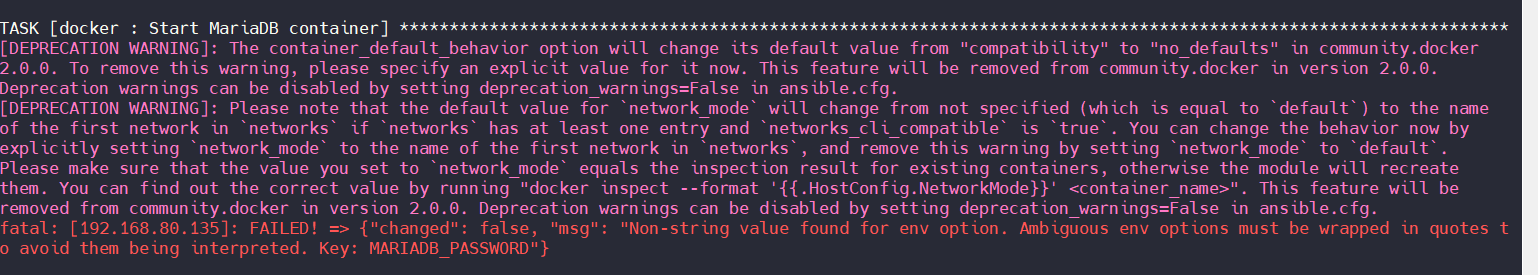 TASK [docker : Start MariaDB container] ***************************************************************************************************************
[DEPRECATION WARNING]: The container_default_behavior option will change its default value from "compatibility" to "no_defaults" in community.docker
2.0.0. To remove this warning, please specify an explicit value for it now. This feature will be removed from community.docker in version 2.0.0.
Deprecation warnings can be disabled by setting deprecation_warnings=False in ansible.cfg.
[DEPRECATION WARNING]: Please note that the default value for `network_mode` will change from not specified (which is equal to `default`) to the name
of the first network in `networks` if `networks` has at least one entry and `networks_cli_compatible` is `true`. You can change the behavior now by
explicitly setting `network_mode` to the name of the first network in `networks`, and remove this warning by setting `network_mode` to `default`.
Please make sure that the value you set to `network_mode` equals the inspection result for existing containers, otherwise the module will recreate
them. You can find out the correct value by running "docker inspect --format '{{.HostConfig.NetworkMode}}' <container_name>". This feature will be
removed from community.docker in version 2.0.0. Deprecation warnings can be disabled by setting deprecation_warnings=False in ansible.cfg.
fatal: [192.168.80.135]: FAILED! => {"changed": false, "msg": "Non-string value found for env option. Ambiguous env options must be wrapped in quotes t
o avoid them being interpreted. Key: MARIADB_PASSWORD"}